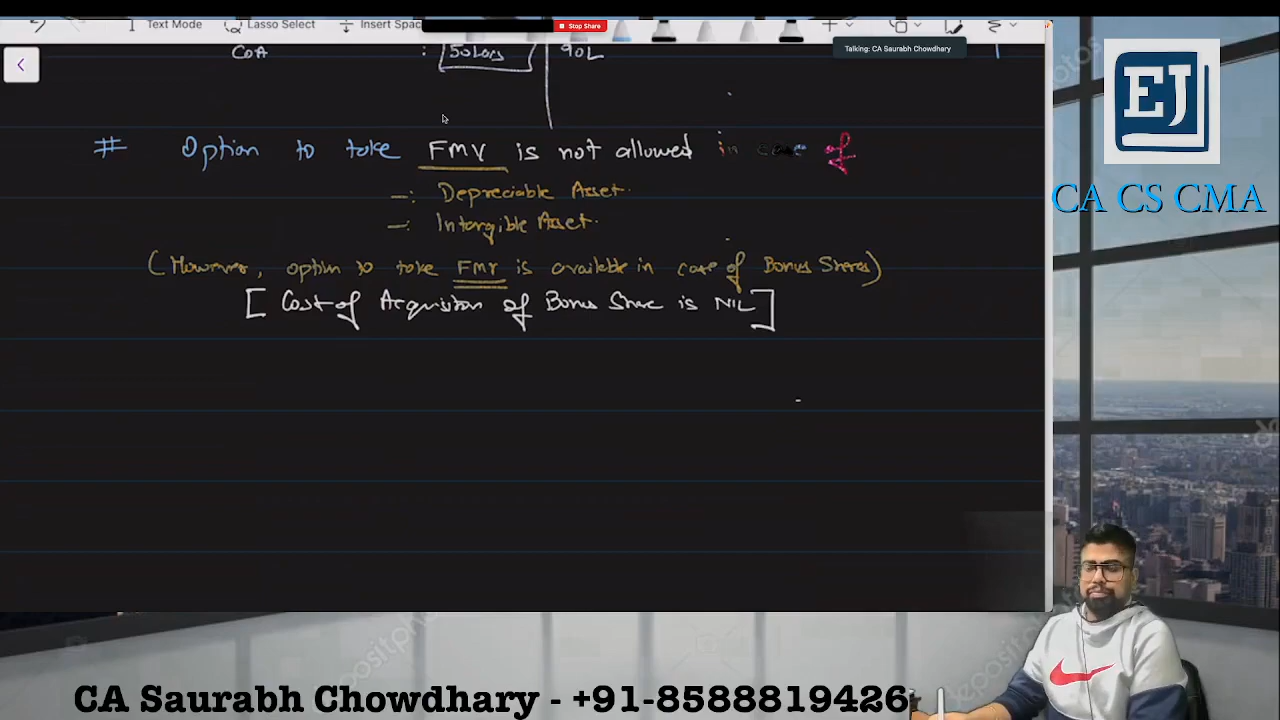 Text Mode
Lasso Select
Insert Spac
Stop Share
Talking: CA Saurabh Chowdhary
CoA : 50 Lacs 90L
# Option to take FMV is not allowed in case of
—: Depreciable Asset.
—: Intangible Asset.
(However, option to take FMV is available in case of Bonus Shares)
[ Cost of Acquisition of Bonus Share is NIL ]
EJ
CA CS CMA
CA Saurabh Chowdhary - +91-8588819426